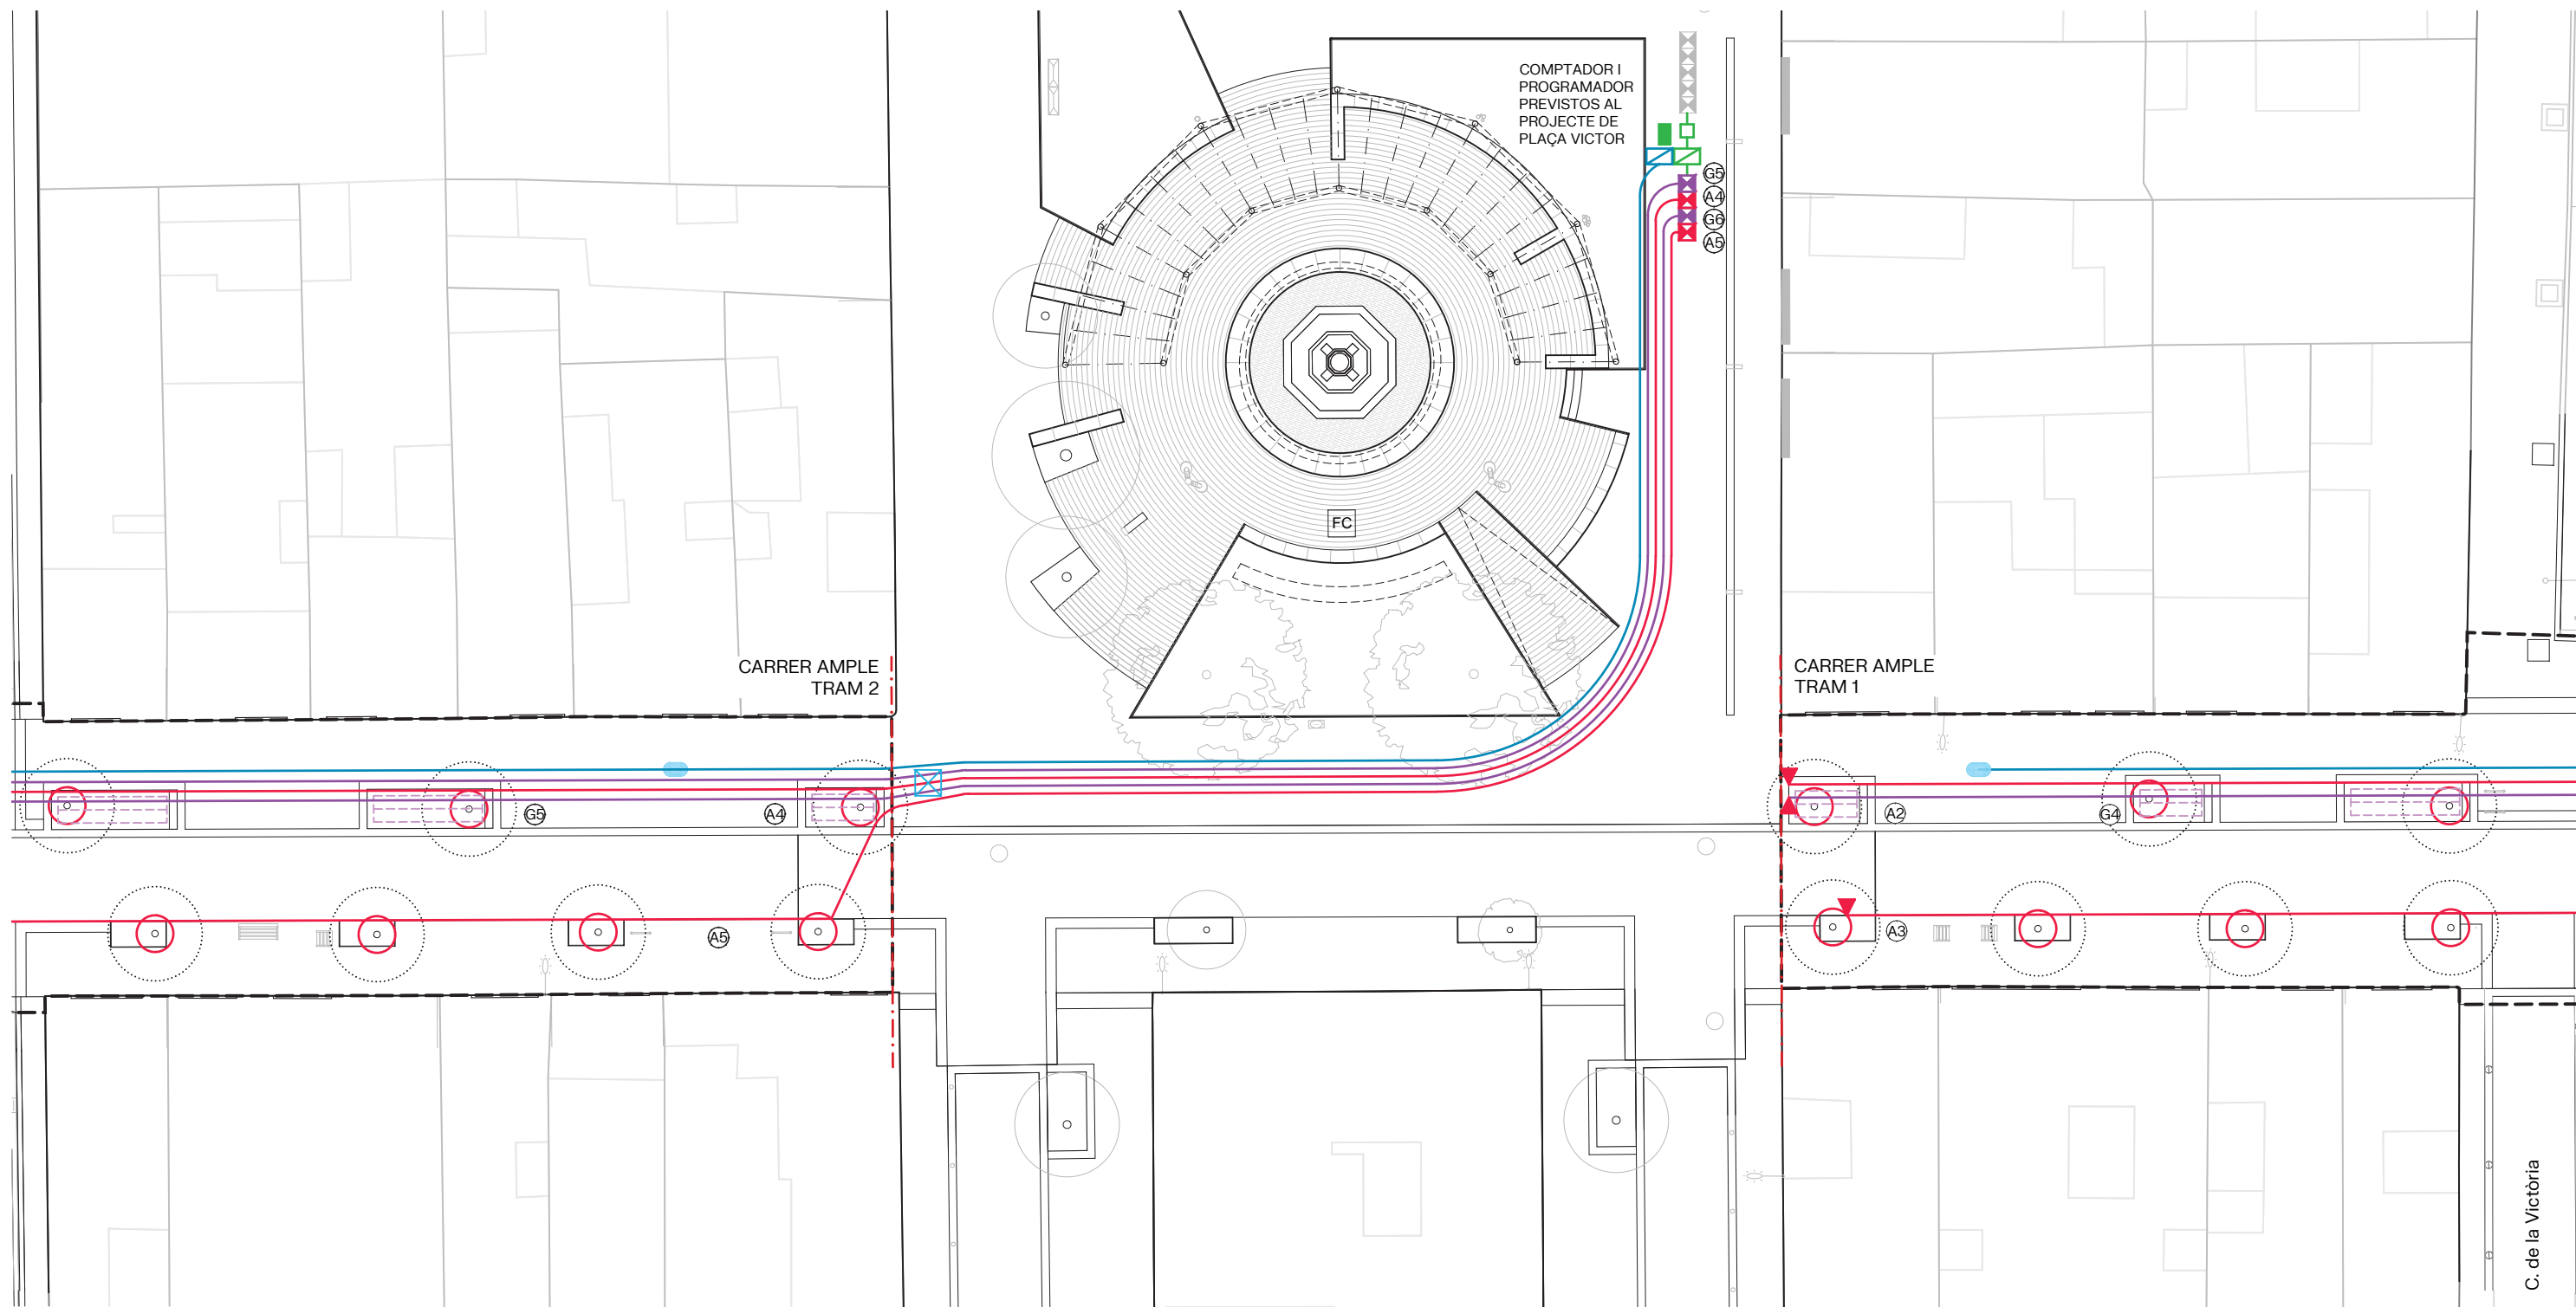 COMPTADOR I
PROGRAMADOR
PREVISTOS AL
PROJECTE DE
PLAÇA VICTOR
G5
A4
G6
A5
FC
CARRER AMPLE
TRAM 2
CARRER AMPLE
TRAM 1
G5
A4
A2
G4
A5
A3
C. de la Victòria